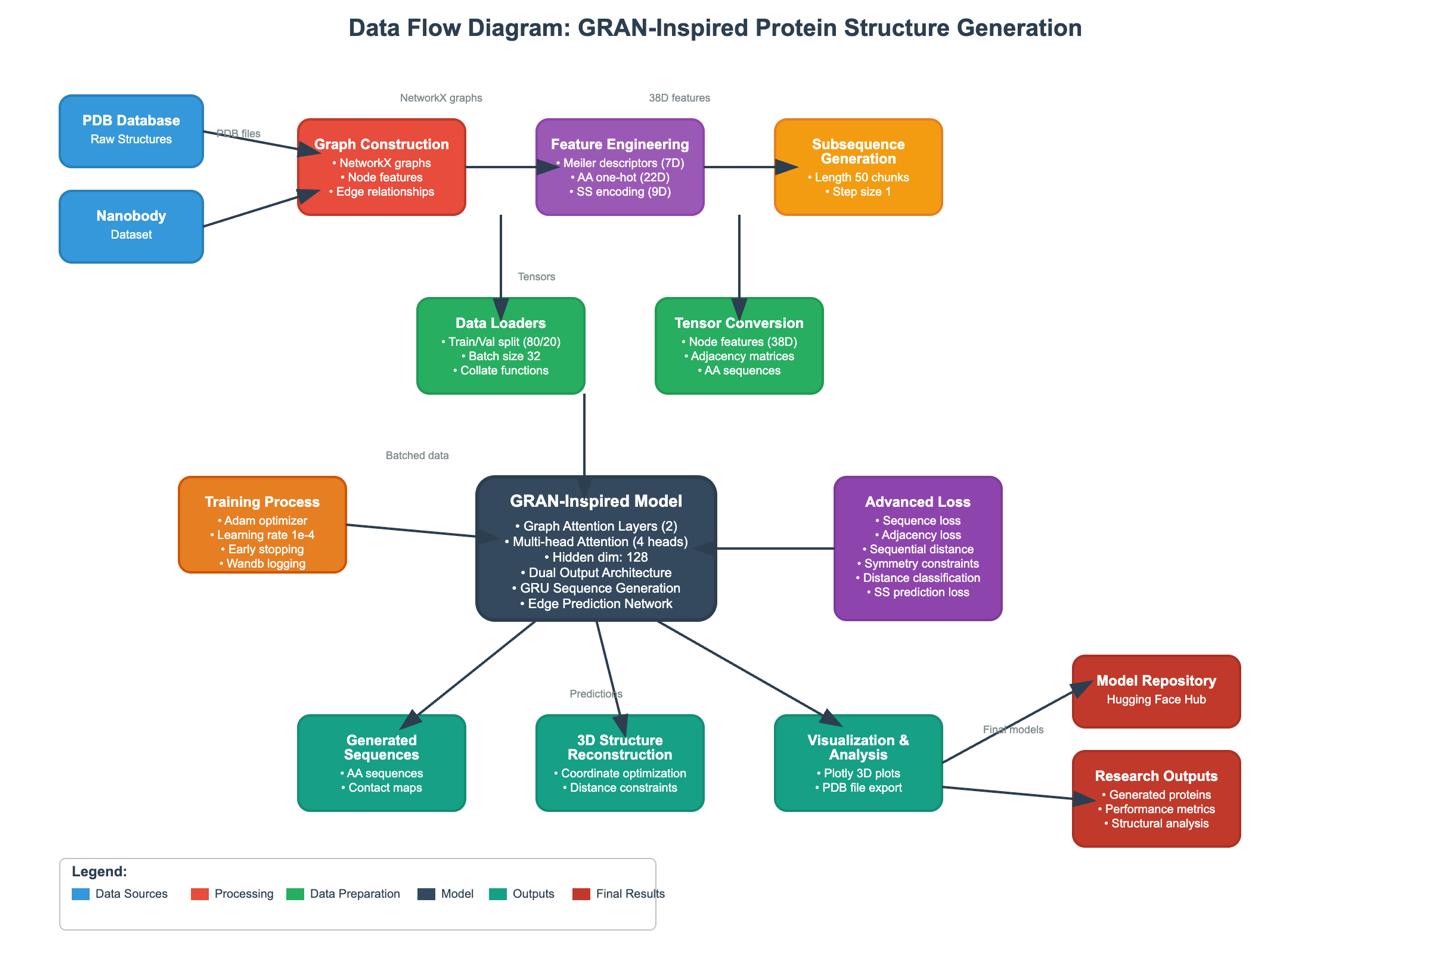 Data Flow Diagram: GRAN-Inspired Protein Structure Generation
NetworkX graphs
38D features
PDB Database
Raw Structures
PDB files
Nanobody
Dataset
Graph Construction
• NetworkX graphs
• Node features
• Edge relationships
Feature Engineering
• Meiler descriptors (7D)
• AA one-hot (22D)
• SS encoding (9D)
Subsequence
Generation
• Length 50 chunks
• Step size 1
Tensors
Data Loaders
• Train/Val split (80/20)
• Batch size 32
• Collate functions
Tensor Conversion
• Node features (38D)
• Adjacency matrices
• AA sequences
Batched data
Training Process
• Adam optimizer
• Learning rate 1e-4
• Early stopping
• Wandb logging
GRAN-Inspired Model
• Graph Attention Layers (2)
• Multi-head Attention (4 heads)
• Hidden dim: 128
• Dual Output Architecture
• GRU Sequence Generation
• Edge Prediction Network
Advanced Loss
• Sequence loss
• Adjacency loss
• Sequential distance
• Symmetry constraints
• Distance classification
• SS prediction loss
Predictions
Generated
Sequences
• AA sequences
• Contact maps
3D Structure
Reconstruction
• Coordinate optimization
• Distance constraints
Visualization &
Analysis
• Plotly 3D plots
• PDB file export
Final models
Model Repository
Hugging Face Hub
Research Outputs
• Generated proteins
• Performance metrics
• Structural analysis
Legend:
Data Sources
Processing
Data Preparation
Model
Outputs
Final Results